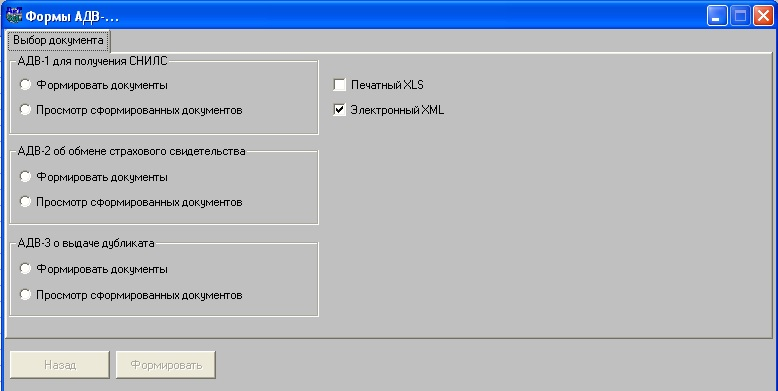 Формы АДВ-...
Выбор документа
АДВ-1 для получения СНИЛС
Формировать документы
Печатный XLS
Просмотр сформированных документов
Электронный XML
АДВ-2 об обмене страхового свидетельства
Формировать документы
Просмотр сформированных документов
АДВ-3 о выдаче дубликата
Формировать документы
Просмотр сформированных документов
Назад
Формировать